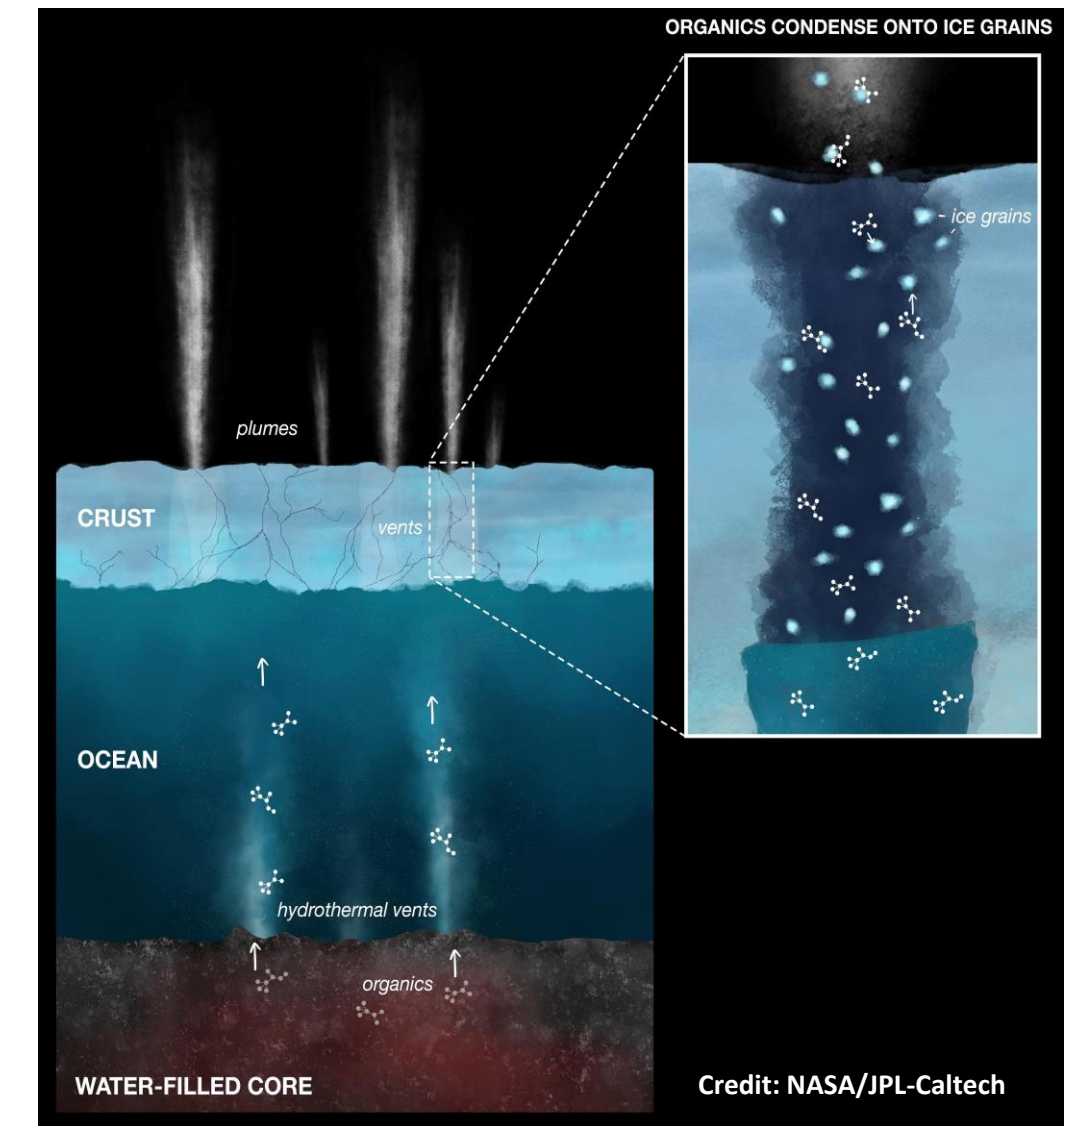 ORGANICS CONDENSE ONTO ICE GRAINS
ice grains
plumes
CRUST
vents
OCEAN
hydrothermal vents
organics
WATER-FILLED CORE
Credit: NASA/JPL-Caltech